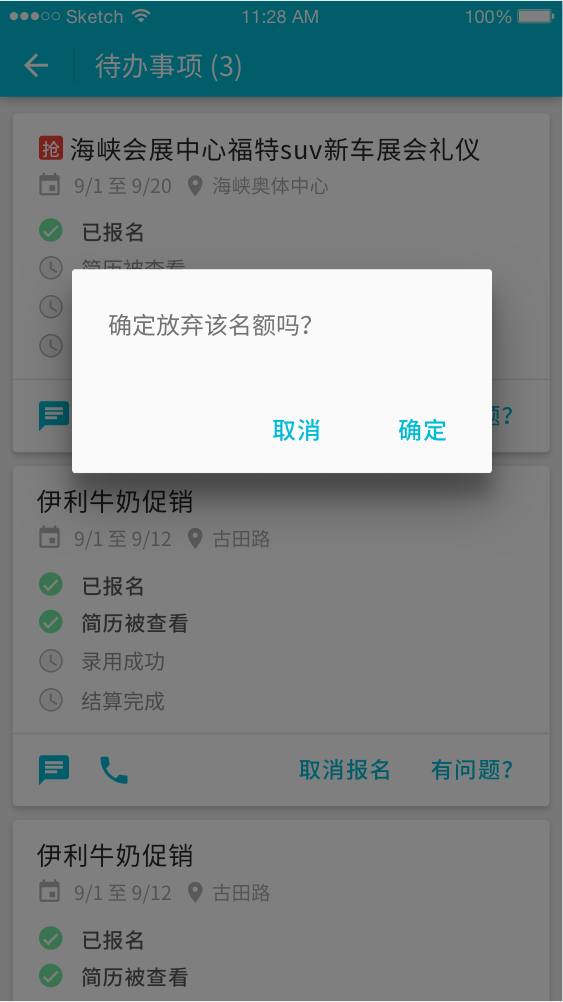 Sketch 11:28 AM 100%
待办事项 (3)
抢 海峡会展中心福特suv新车展会礼仪
9/1 至 9/20 海峡奥体中心
已报名
简历被查看
确定放弃该名额吗?
取消 确定
题?
伊利牛奶促销
9/1 至 9/12 古田路
已报名
简历被查看
录用成功
结算完成
取消报名 有问题?
伊利牛奶促销
9/1 至 9/12 古田路
已报名
简历被查看